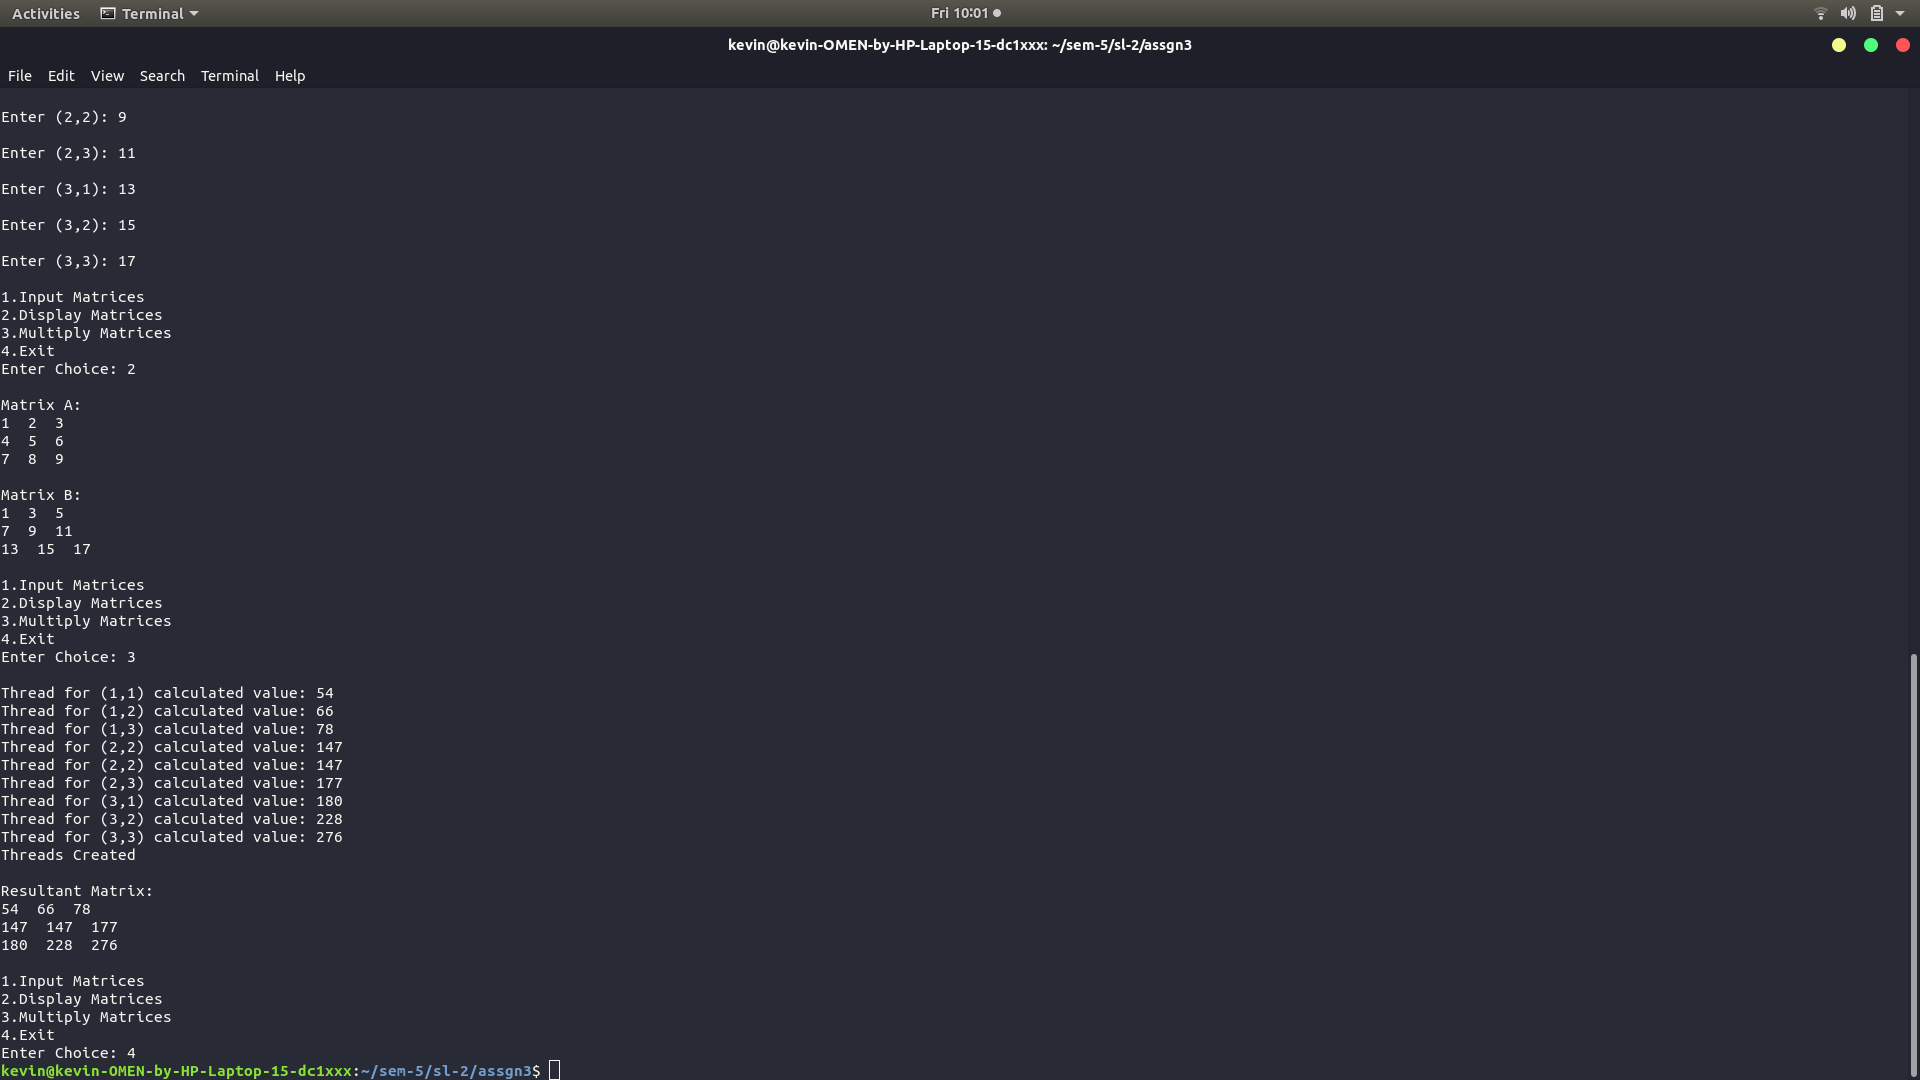 Activities Terminal Fri 10:01
kevin@kevin-OMEN-by-HP-Laptop-15-dc1xxx: ~/sem-5/sl-2/assgn3
File Edit View Search Terminal Help
Enter (2,2): 9
Enter (2,3): 11
Enter (3,1): 13
Enter (3,2): 15
Enter (3,3): 17
1.Input Matrices
2.Display Matrices
3.Multiply Matrices
4.Exit
Enter Choice: 2
Matrix A:
1 2 3
4 5 6
7 8 9
Matrix B:
1 3 5
7 9 11
13 15 17
1.Input Matrices
2.Display Matrices
3.Multiply Matrices
4.Exit
Enter Choice: 3
Thread for (1,1) calculated value: 54
Thread for (1,2) calculated value: 66
Thread for (1,3) calculated value: 78
Thread for (2,2) calculated value: 147
Thread for (2,2) calculated value: 147
Thread for (2,3) calculated value: 177
Thread for (3,1) calculated value: 180
Thread for (3,2) calculated value: 228
Thread for (3,3) calculated value: 276
Threads Created
Resultant Matrix:
54 66 78
147 147 177
180 228 276
1.Input Matrices
2.Display Matrices
3.Multiply Matrices
4.Exit
Enter Choice: 4
kevin@kevin-OMEN-by-HP-Laptop-15-dc1xxx:~/sem-5/sl-2/assgn3$